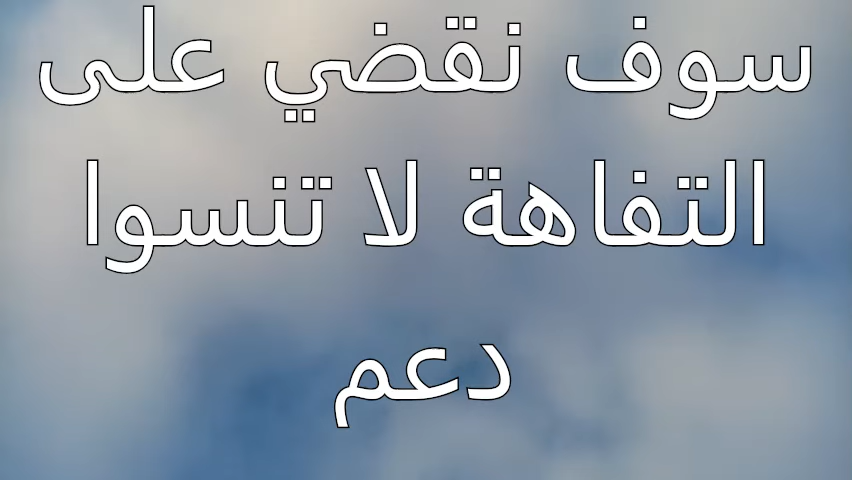 سوف نقضي على
التفاهة لا تنسوا
دعم